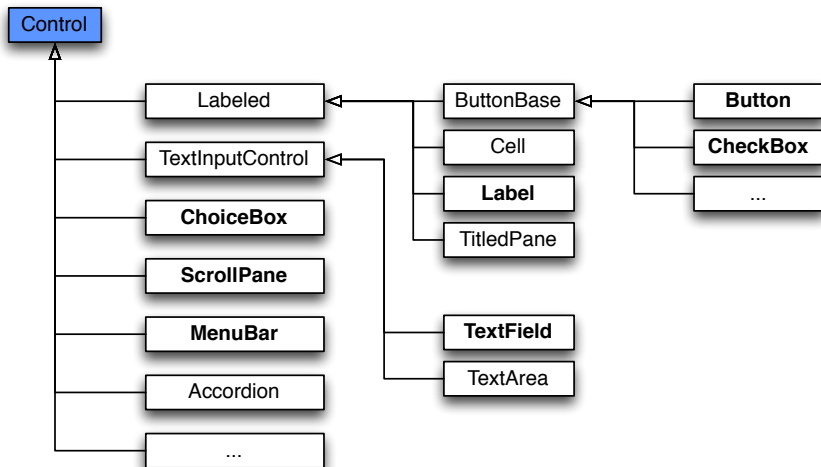 Control
Labeled
ButtonBase
Button
TextInputControl
Cell
CheckBox
ChoiceBox
Label
...
TitledPane
ScrollPane
MenuBar
TextField
Accordion
TextArea
...